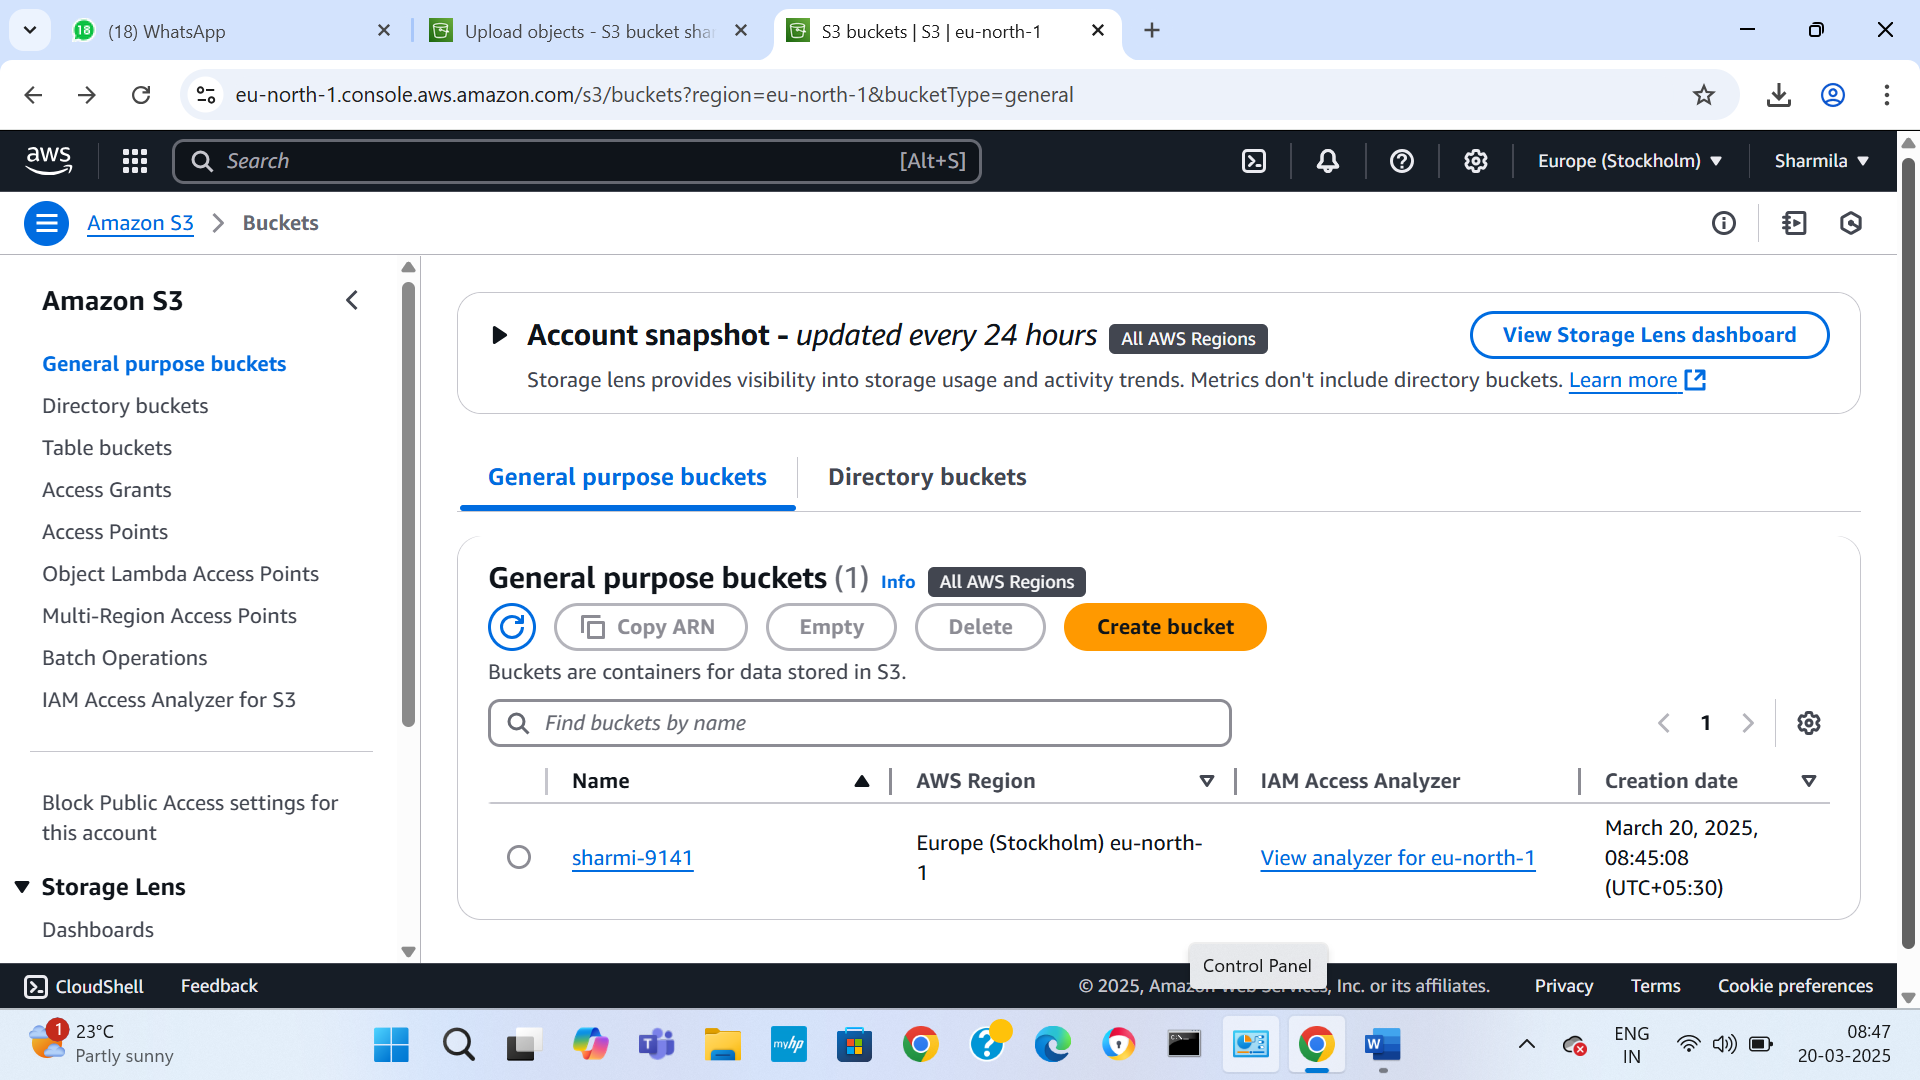 18
(18) WhatsApp
Upload objects - S3 bucket shar
S3 buckets | S3 | eu-north-1
eu-north-1.console.aws.amazon.com/s3/buckets?region=eu-north-1&bucketType=general
aws
Search
[Alt+S]
Europe (Stockholm)
Sharmila
Amazon S3
Buckets
Amazon S3
General purpose buckets
Directory buckets
Table buckets
Access Grants
Access Points
Object Lambda Access Points
Multi-Region Access Points
Batch Operations
IAM Access Analyzer for S3
Block Public Access settings for
this account
Storage Lens
Dashboards
Account snapshot - updated every 24 hours
All AWS Regions
View Storage Lens dashboard
Storage lens provides visibility into storage usage and activity trends. Metrics don't include directory buckets. Learn more
General purpose buckets
Directory buckets
General purpose buckets (1)
Info
All AWS Regions
Copy ARN
Empty
Delete
Create bucket
Buckets are containers for data stored in S3.
Find buckets by name
1
Name
AWS Region
IAM Access Analyzer
Creation date
sharmi-9141
Europe (Stockholm) eu-north-
1
View analyzer for eu-north-1
March 20, 2025,
08:45:08
(UTC+05:30)
Control Panel
CloudShell
Feedback
© 2025, Amazon Web Services, Inc. or its affiliates.
Privacy
Terms
Cookie preferences
1
23°C
Partly sunny
myhp
ENG
IN
08:47
20-03-2025